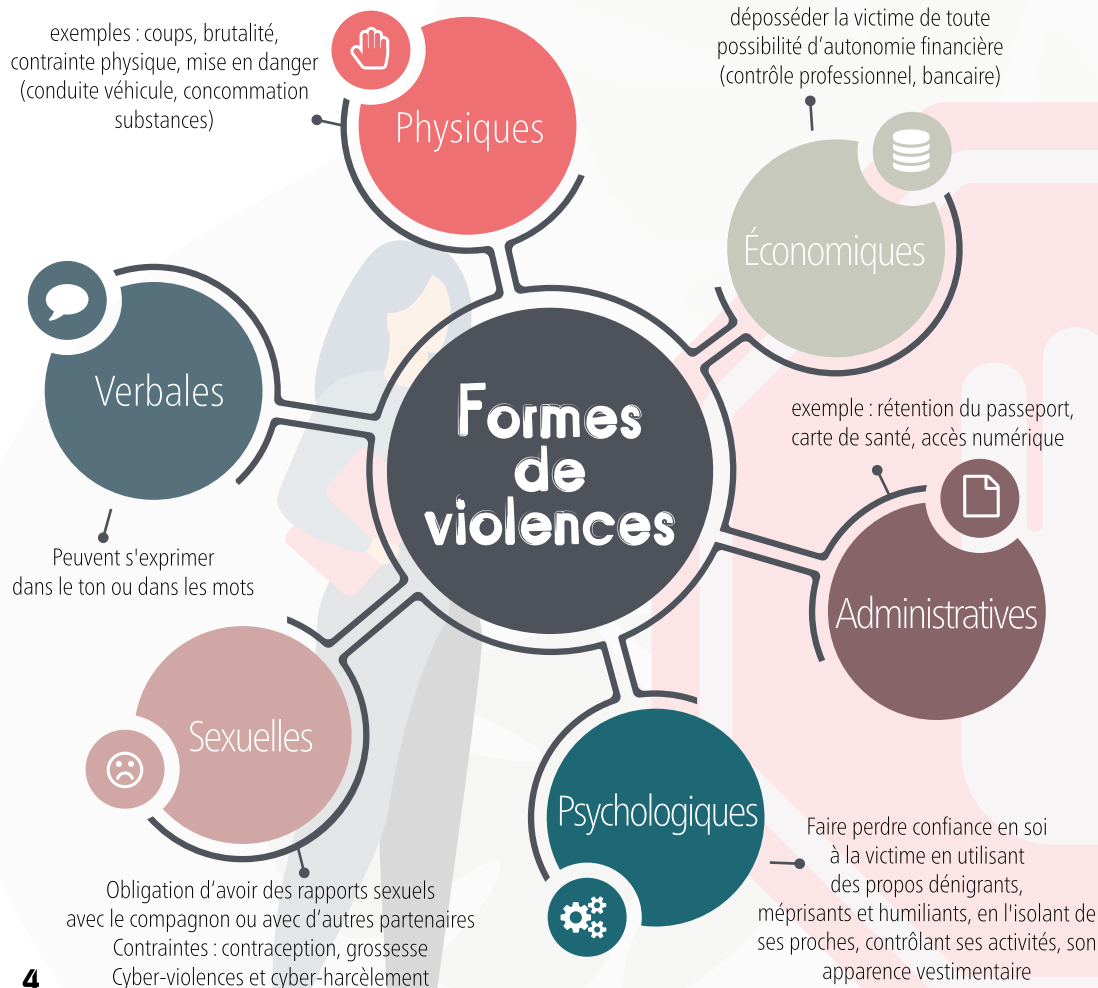 exemples : coups, brutalité,
contrainte physique, mise en danger
(conduite véhicule, concommation
substances)
Physiques
déposséder la victime de toute
possibilité d'autonomie financière
(contrôle professionnel, bancaire)
Économiques
Verbales
Peuvent s'exprimer
dans le ton ou dans les mots
Formes
de
violences
exemple : rétention du passeport,
carte de santé, accès numérique
Administratives
Sexuelles
Obligation d'avoir des rapports sexuels
avec le compagnon ou avec d'autres partenaires
Contraintes : contraception, grossesse
Cyber-violences et cyber-harcèlement
Psychologiques
Faire perdre confiance en soi
à la victime en utilisant
des propos dénigrants,
méprisants et humiliants, en l'isolant de
ses proches, contrôlant ses activités, son
apparence vestimentaire
4